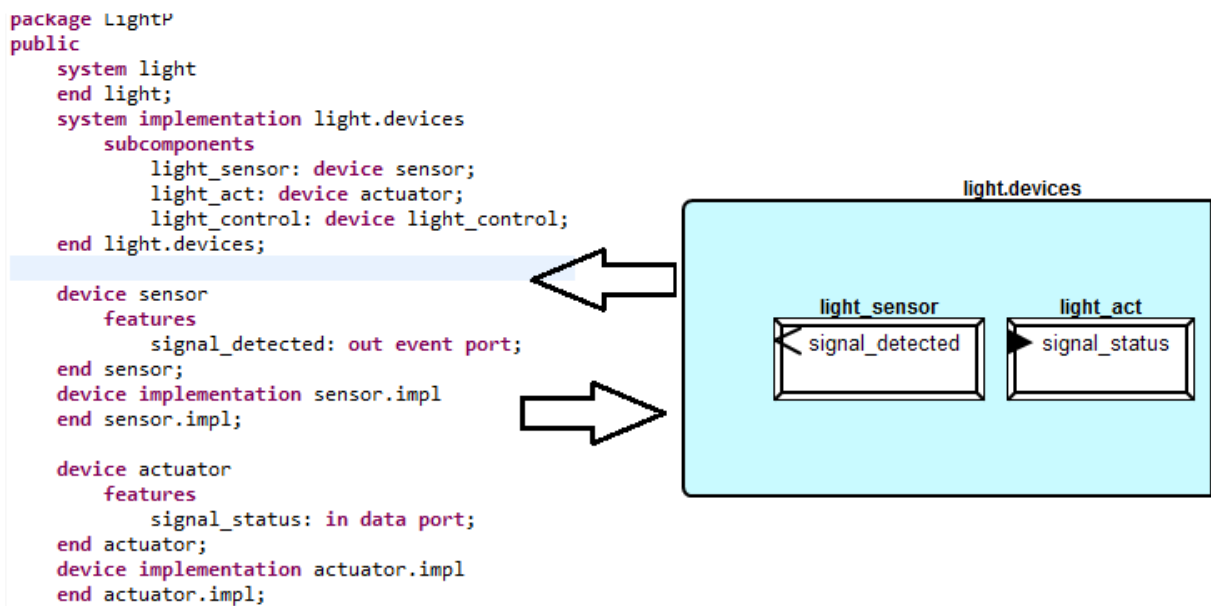 package LightP
public
system light
end light;
system implementation light.devices
subcomponents
light_sensor: device sensor;
light_act: device actuator;
light_control: device light_control;
end light.devices;
device sensor
features
signal_detected: out event port;
end sensor;
device implementation sensor.impl
end sensor.impl;
device actuator
features
signal_status: in data port;
end actuator;
device implementation actuator.impl
end actuator.impl;
light.devices
light_sensor
signal_detected
light_act
signal_status